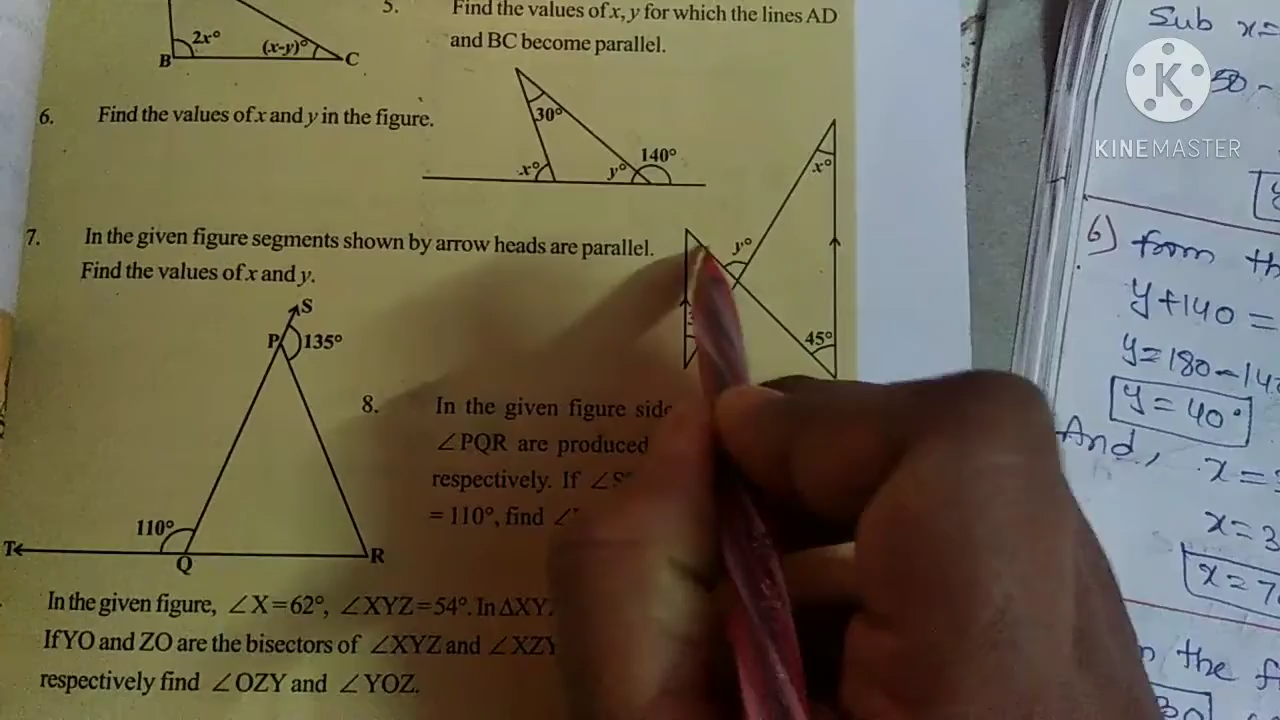 5. Find the values of x, y for which the lines AD
and BC become parallel.
2x°
(x-y)°
B
C
6. Find the values of x and y in the figure.
30°
x°
y°
140°
7. In the given figure segments shown by arrow heads are parallel.
Find the values of x and y.
x°
y°
45°
S
P
135°
110°
T
Q
R
8. In the given figure
∠PQR are produced
respectively. If
= 110°, find
In the given figure, ∠X=62°, ∠XYZ=54°. In ΔXY
If YO and ZO are the bisectors of ∠XYZ and ∠XZY
respectively find ∠OZY and ∠YOZ.
K
KINEMASTER
Sub x=
6) from th
y+140=
y=180-14
y=40°
And,
x=
x=3
x=7
the f